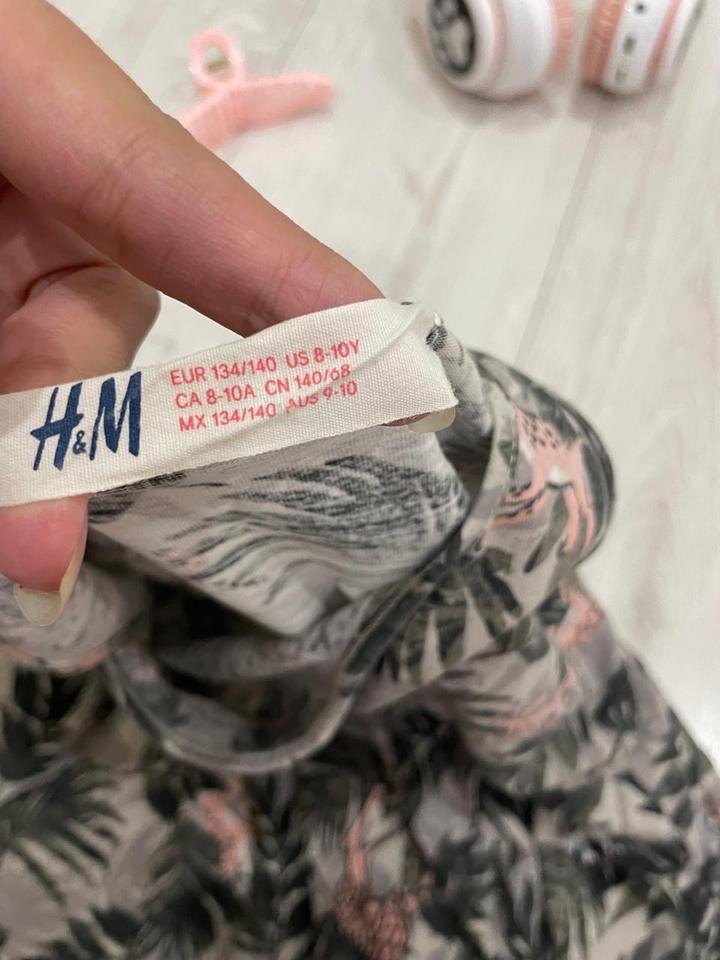 H&M
EUR 134/140 US 8-10Y
CA 8-10A CN 140/68
MX 134/140 AUS 9-10